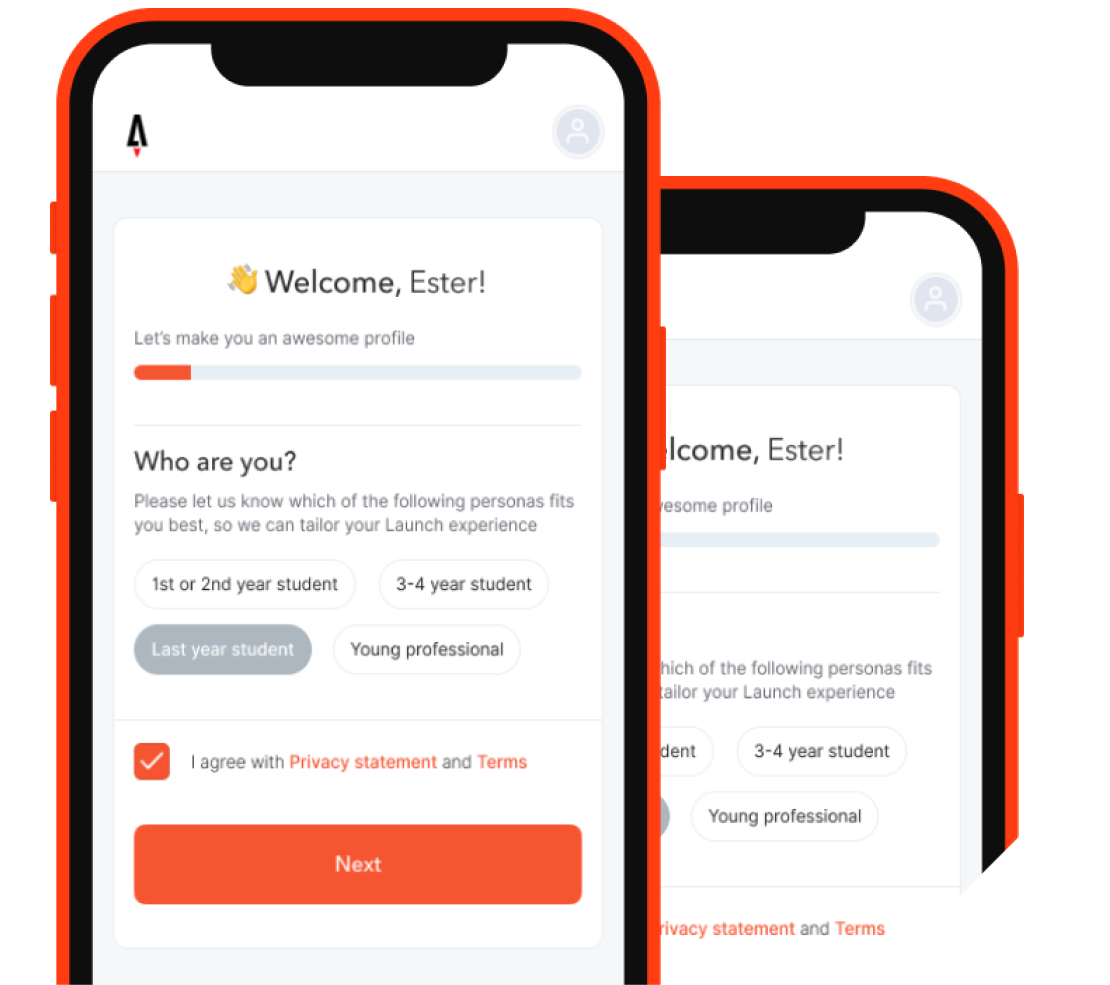 Welcome, Ester!
Let's make you an awesome profile
Who are you?
Please let us know which of the following personas fits
you best, so we can tailor your Launch experience
1st or 2nd year student
3-4 year student
Last year student
Young professional
I agree with Privacy statement and Terms
Next
elcome, Ester!
esome profile
hich of the following personas fits
tailor your Launch experience
dent
3-4 year student
Young professional
rivacy statement and Terms